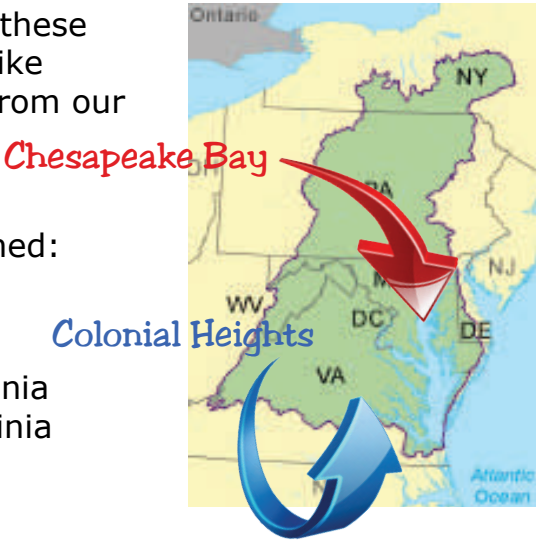 these
ike
rom our
Chesapeake Bay
ned:
Colonial Heights
nia
inia
Ontario
NY
PA
NJ
WV
DC
DE
VA
Atlantic
Ocean